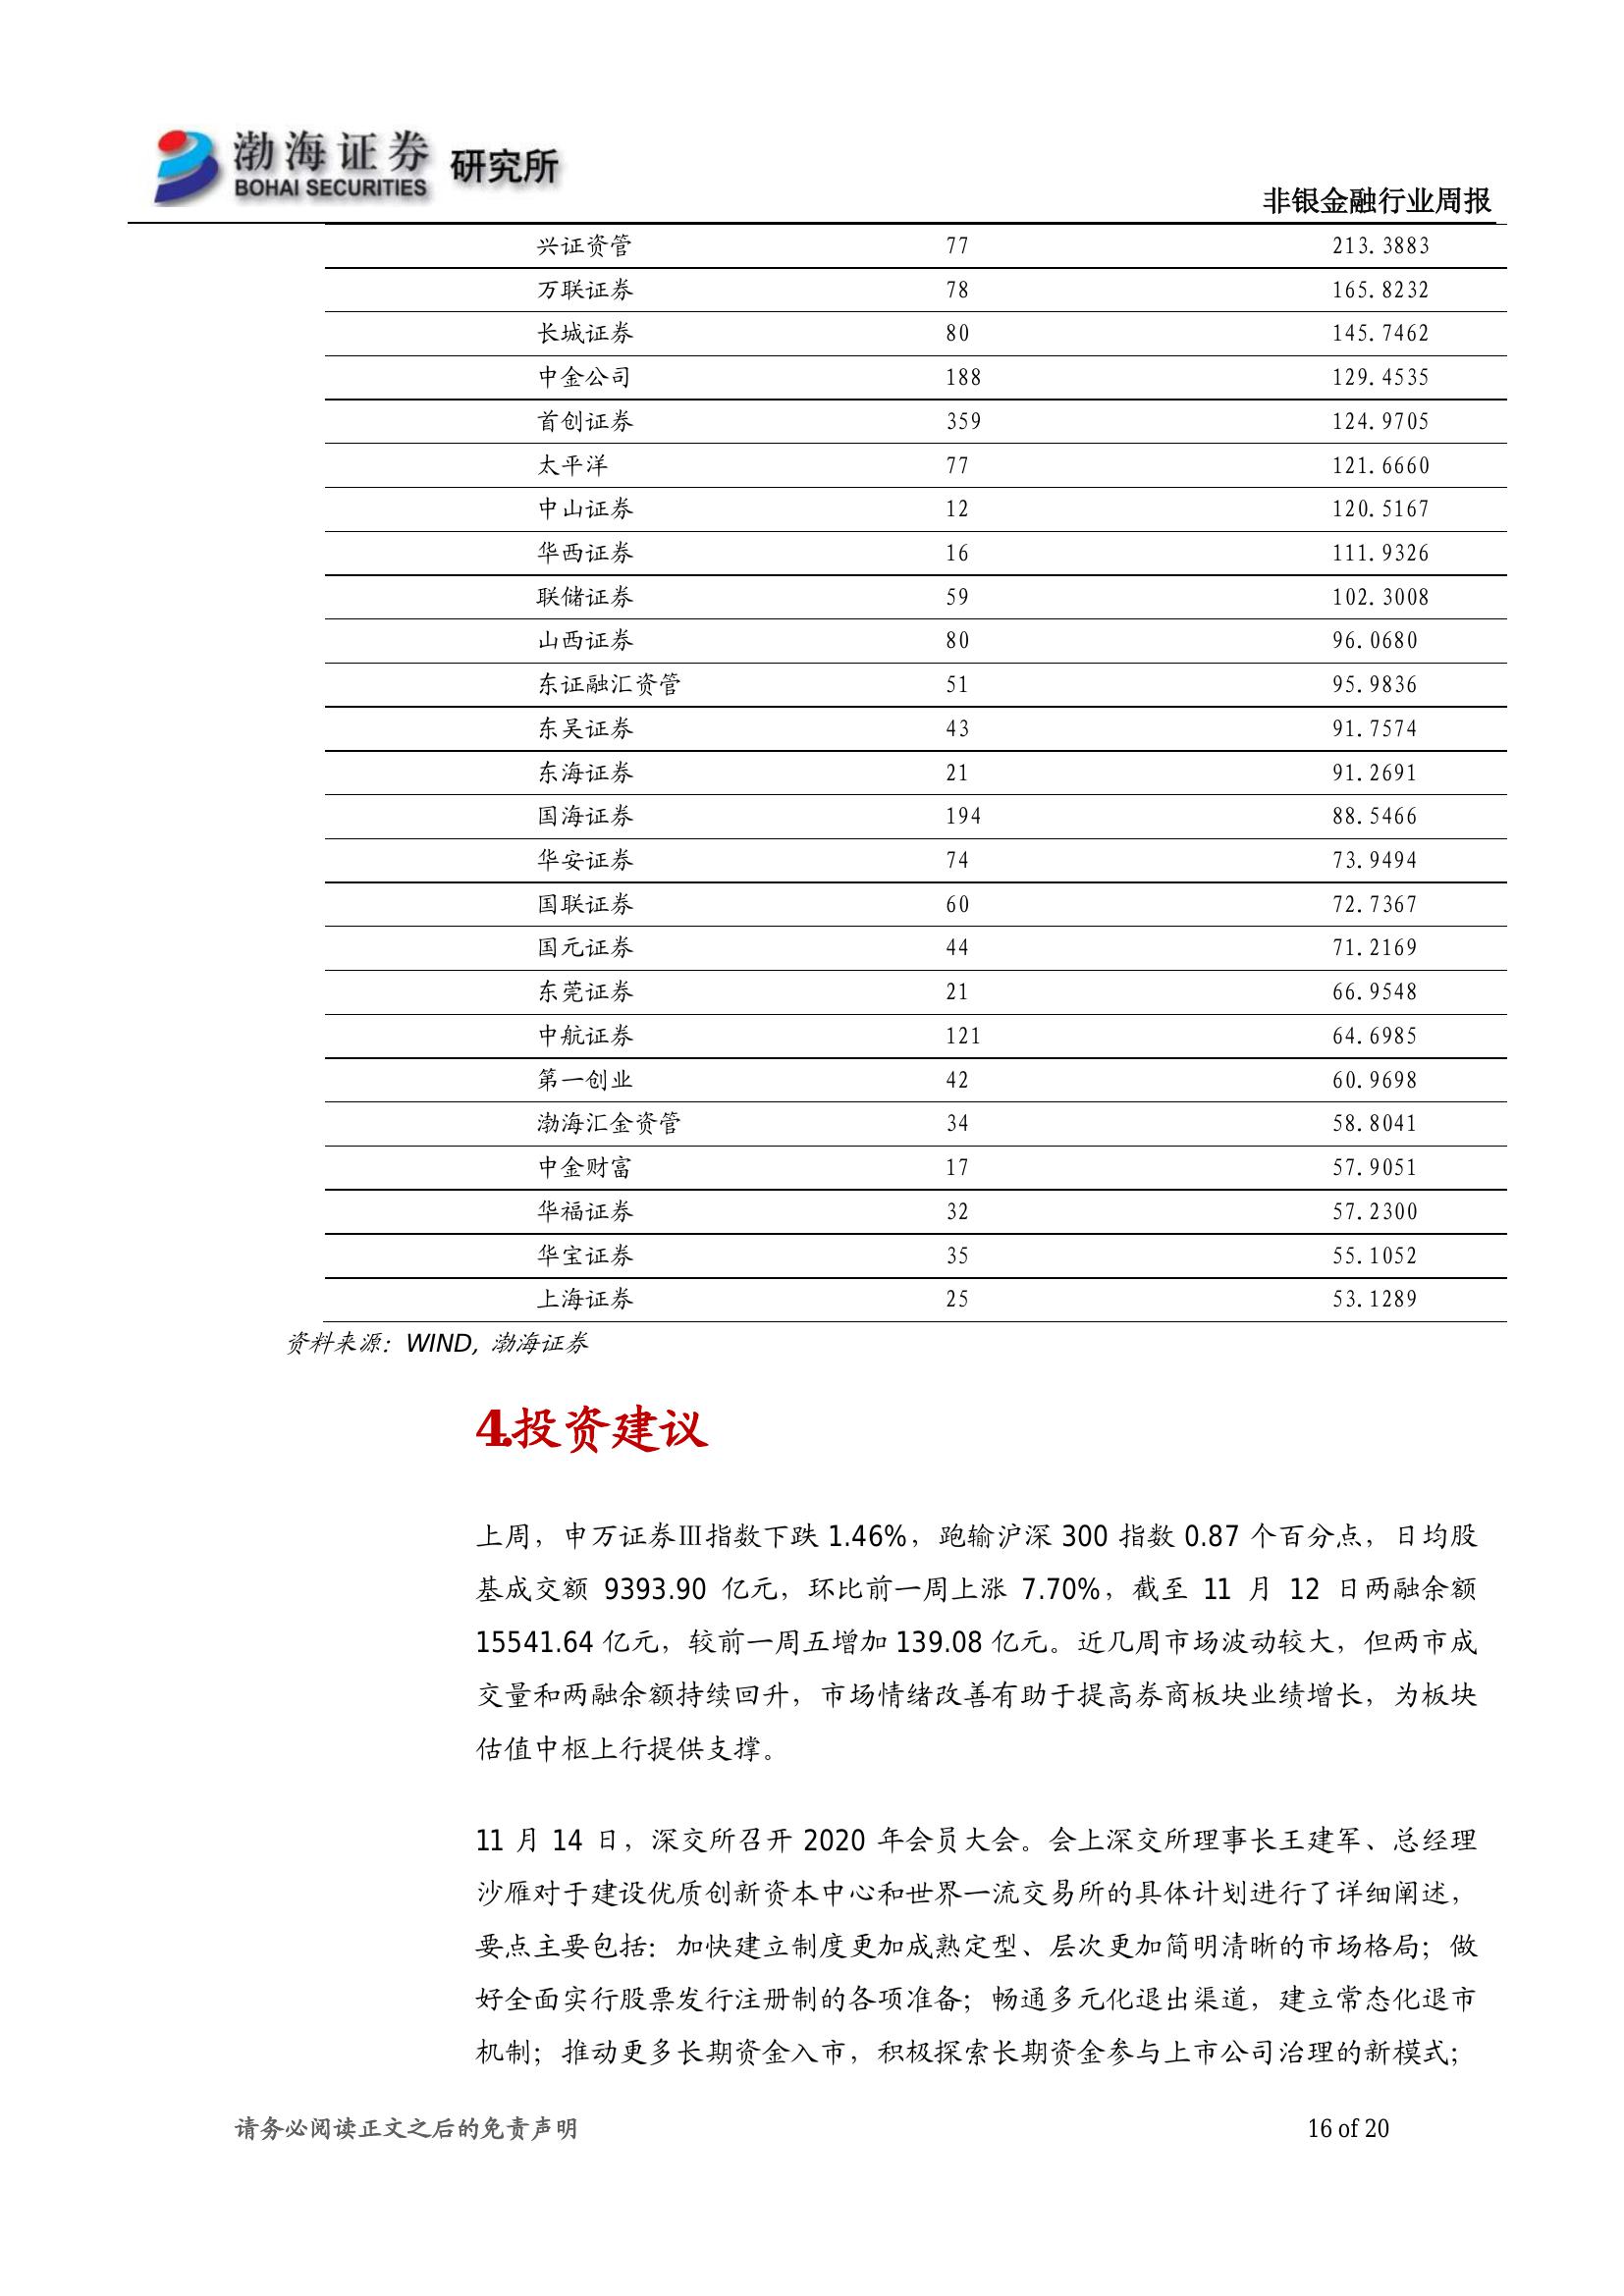 渤海证券 研究所
BOHAI SECURITIES
非银金融行业周报
兴证资管 77 213.3883
万联证券 78 165.8232
长城证券 80 145.7462
中金公司 188 129.4535
首创证券 359 124.9705
太平洋 77 121.6660
中山证券 12 120.5167
华西证券 16 111.9326
联储证券 59 102.3008
山西证券 80 96.0680
东证融汇资管 51 95.9836
东吴证券 43 91.7574
东海证券 21 91.2691
国海证券 194 88.5466
华安证券 74 73.9494
国联证券 60 72.7367
国元证券 44 71.2169
东莞证券 21 66.9548
中航证券 121 64.6985
第一创业 42 60.9698
渤海汇金资管 34 58.8041
中金财富 17 57.9051
华福证券 32 57.2300
华宝证券 35 55.1052
上海证券 25 53.1289
资料来源：WIND, 渤海证券
4.投资建议
上周，申万证券Ⅲ指数下跌 1.46%，跑输沪深 300 指数 0.87 个百分点，日均股
基成交额 9393.90 亿元，环比前一周上涨 7.70%，截至 11 月 12 日两融余额
15541.64 亿元，较前一周五增加 139.08 亿元。近几周市场波动较大，但两市成
交量和两融余额持续回升，市场情绪改善有助于提高券商板块业绩增长，为板块
估值中枢上行提供支撑。
11 月 14 日，深交所召开 2020 年会员大会。会上深交所理事长王建军、总经理
沙雁对于建设优质创新资本中心和世界一流交易所的具体计划进行了详细阐述，
要点主要包括：加快建立制度更加成熟定型、层次更加简明清晰的市场格局；做
好全面实行股票发行注册制的各项准备；畅通多元化退出渠道，建立常态化退市
机制；推动更多长期资金入市，积极探索长期资金参与上市公司治理的新模式；
请务必阅读正文之后的免责声明 16 of 20